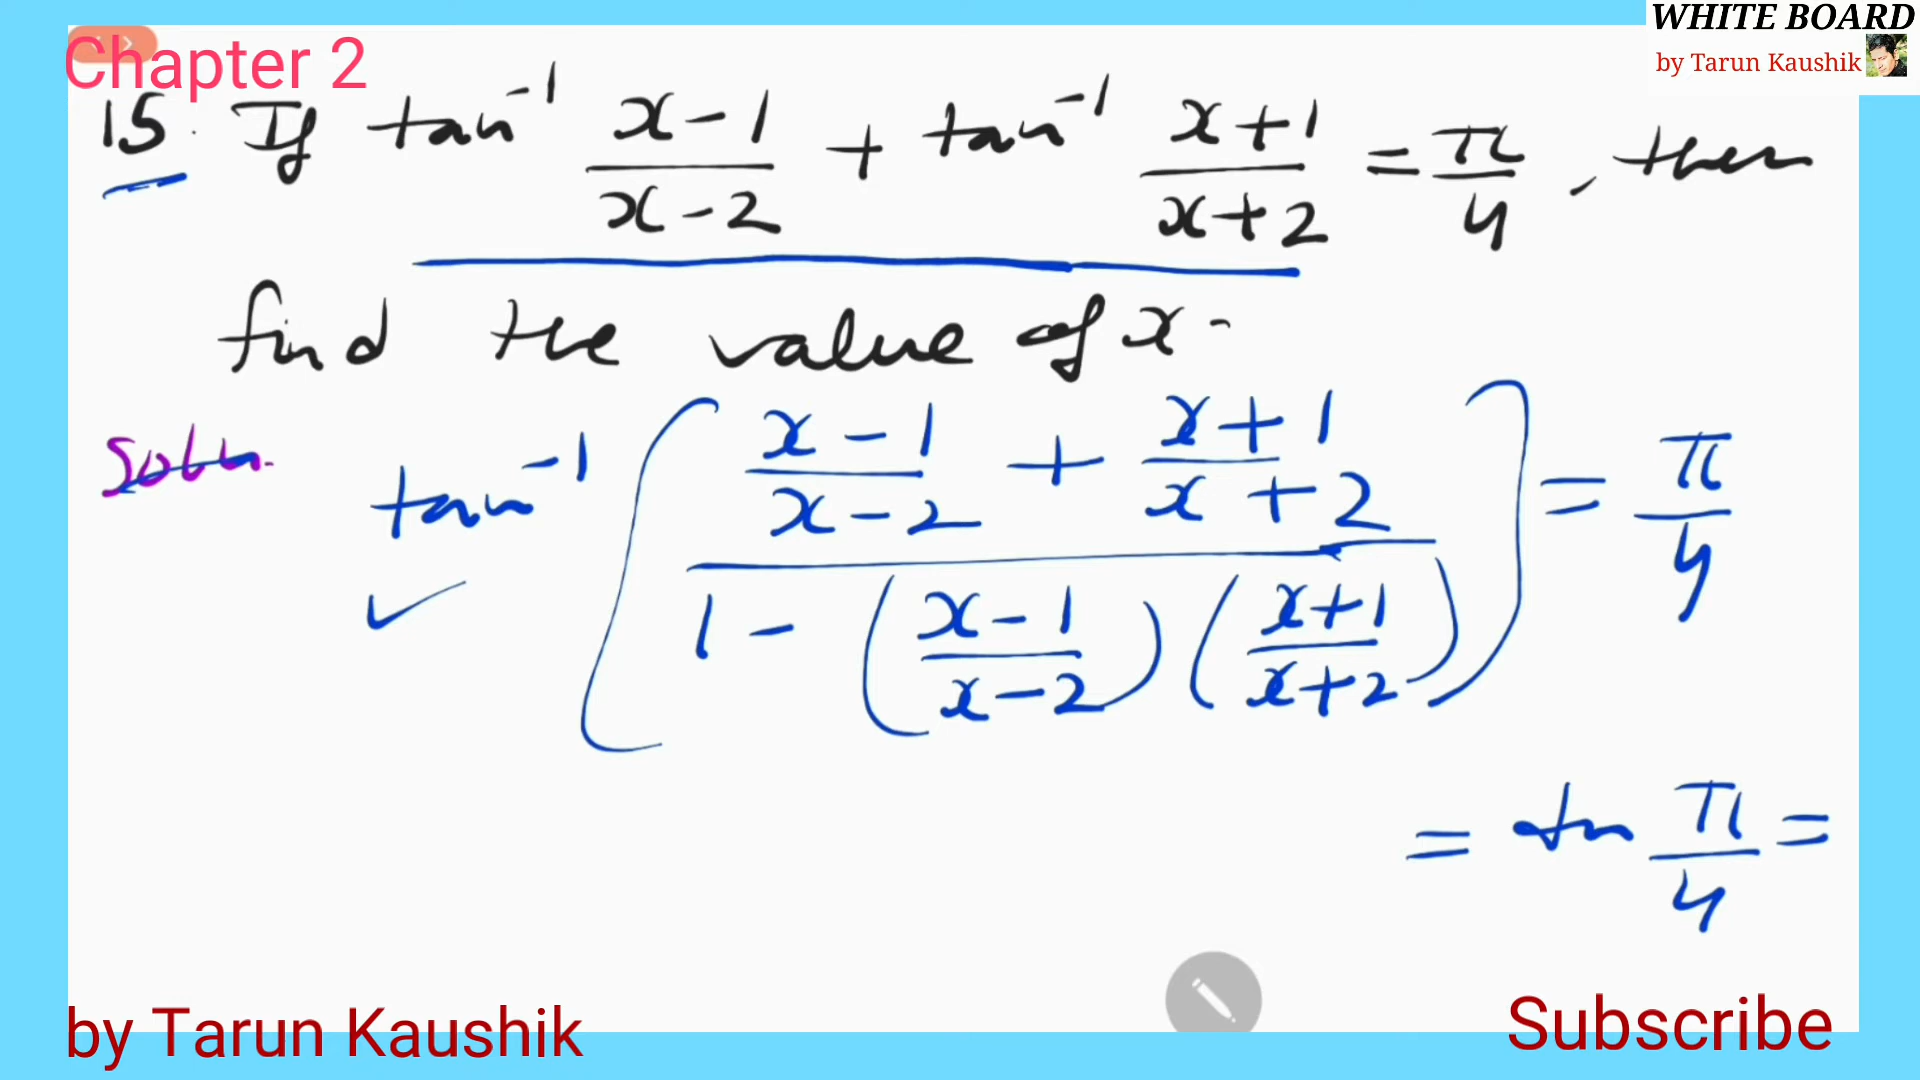 WHITE BOARD
by Tarun Kaushik
Chapter 2
15. If tan⁻¹ (x-1)/(x-2) + tan⁻¹ (x+1)/(x+2) = π/4, then
find the value of x.
Soln. tan⁻¹ [((x-1)/(x-2) + (x+1)/(x+2)) / (1 - ((x-1)/(x-2))((x+1)/(x+2)))] = π/4
= tan π/4 =
by Tarun Kaushik
Subscribe